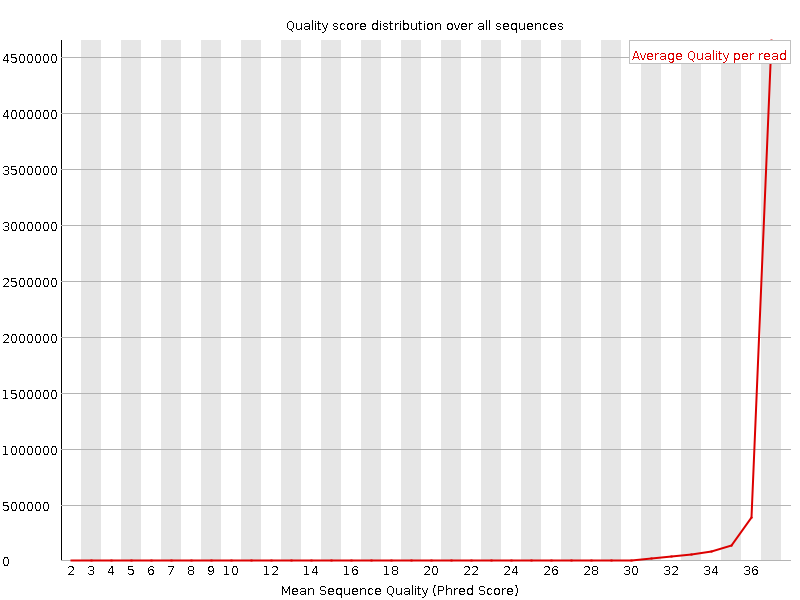 Quality score distribution over all sequences
Average Quality per read
4500000
4000000
3500000
3000000
2500000
2000000
1500000
1000000
500000
0
2 3 4 5 6 7 8 9 10 12 14 16 18 20 22 24 26 28 30 32 34 36
Mean Sequence Quality (Phred Score)